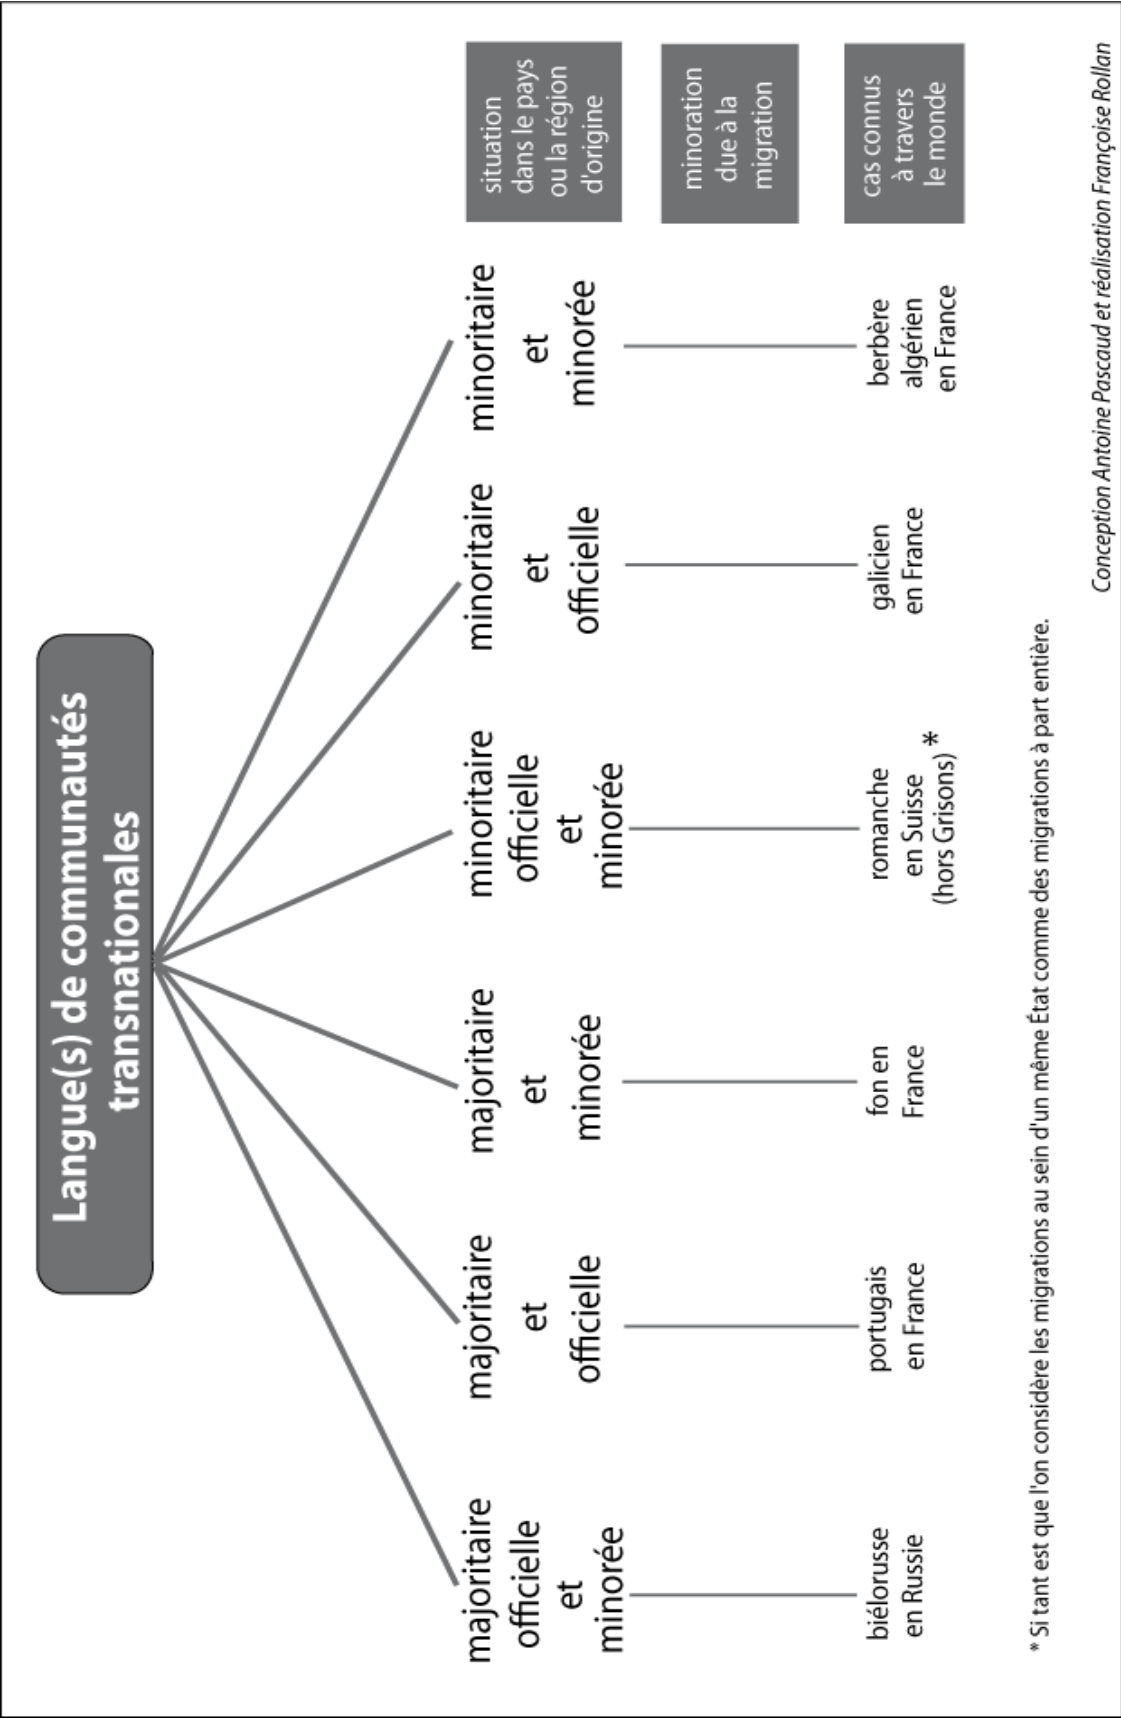 Langue(s) de communautés
transnationales
majoritaire
officielle
et
minorée
majoritaire
et
officielle
majoritaire
et
minorée
minoritaire
officielle
et
minorée
minoritaire
et
officielle
minoritaire
et
minorée
situation
dans le pays
ou la région
d'origine
minoration
due à la
migration
biélorusse
en Russie
portugais
en France
fon en
France
romanche
en Suisse
(hors Grisons) *
galicien
en France
berbère
algérien
en France
cas connus
à travers
le monde
* Si tant est que l'on considère les migrations au sein d'un même État comme des migrations à part entière.
Conception Antoine Pascaud et réalisation Françoise Rollan